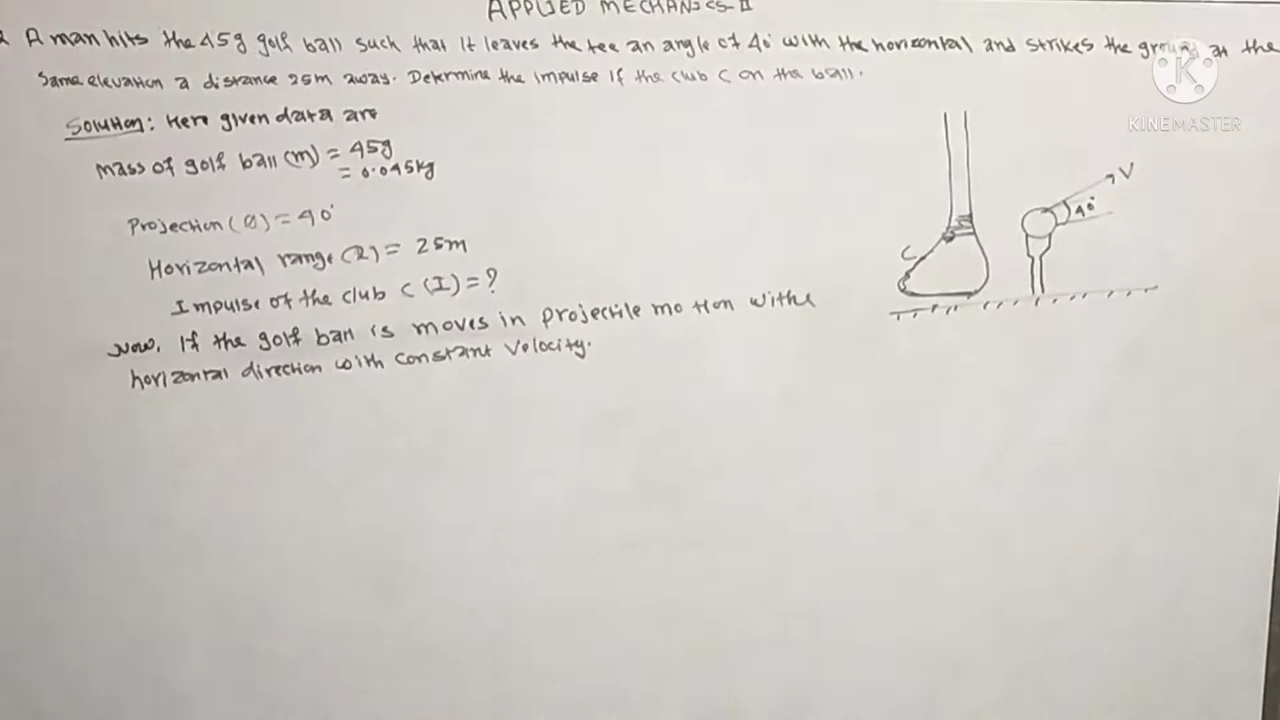 APPLIED MECHANICS-II
A man hits the 45g golf ball such that it leaves the tee an angle of 40° with the horizontal and strikes the ground at the
same elevation a distance 25m away. Determine the impulse if the club C on the ball.
Solution: Here given data are
Mass of golf ball (m) = 45g
= 0.045kg
Projection (θ) = 40°
Horizontal range (R) = 25m
Impulse of the club C (I) = ?
Now, If the golf ball is moves in projectile motion withe
horizontal direction with constant velocity.
C
V
40°
K
KINEMASTER